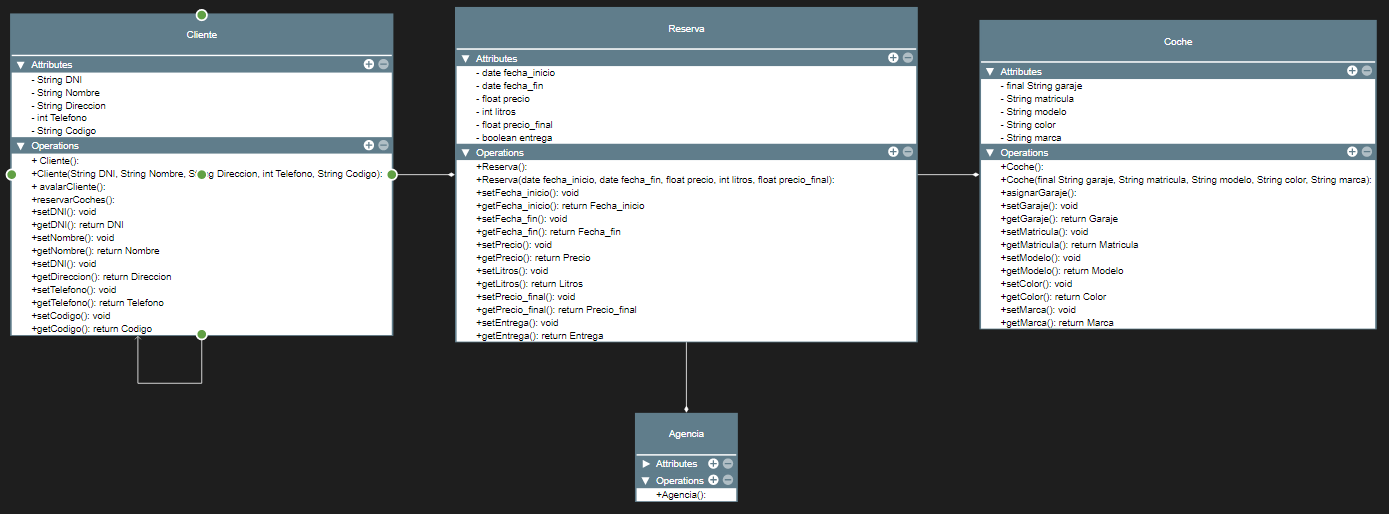 Cliente
Attributes
- String DNI
- String Nombre
- String Direccion
- int Telefono
- String Codigo
Operations
+ Cliente():
+Cliente(String DNI, String Nombre, St g Direccion, int Telefono, String Codigo):
+ avalarCliente():
+reservarCoches():
+setDNI(): void
+getDNI(): return DNI
+setNombre(): void
+getNombre(): return Nombre
+setDNI(): void
+getDireccion(): return Direccion
+setTelefono(): void
+getTelefono(): return Telefono
+setCodigo(): void
+getCodigo(): return Codigo
Reserva
Attributes
- date fecha_inicio
- date fecha_fin
- float precio
- int litros
- float precio_final
- boolean entrega
Operations
+Reserva():
+Reserva(date fecha_inicio, date fecha_fin, float precio, int litros, float precio_final):
+setFecha_inicio(): void
+getFecha_inicio(): return Fecha_inicio
+setFecha_fin(): void
+getFecha_fin(): return Fecha_fin
+setPrecio(): void
+getPrecio(): return Precio
+setLitros(): void
+getLitros(): return Litros
+setPrecio_final(): void
+getPrecio_final(): return Precio_final
+setEntrega(): void
+getEntrega(): return Entrega
Coche
Attributes
- final String garaje
- String matricula
- String modelo
- String color
- String marca
Operations
+Coche():
+Coche(final String garaje, String matricula, String modelo, String color, String marca):
+asignarGaraje():
+setGaraje(): void
+getGaraje(): return Garaje
+setMatricula(): void
+getMatricula(): return Matricula
+setModelo(): void
+getModelo(): return Modelo
+setColor(): void
+getColor(): return Color
+setMarca(): void
+getMarca(): return Marca
Agencia
Attributes
Operations
+Agencia():